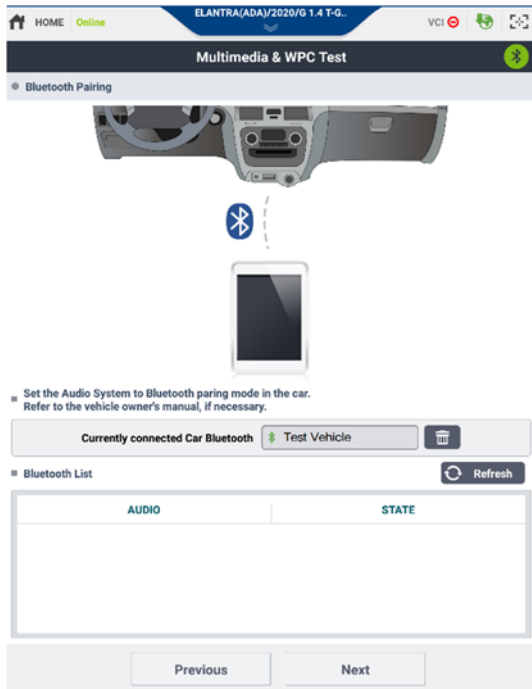 HOME Online ELANTRA(ADA)/2020/G 1.4 T-G.. VCI
Multimedia & WPC Test
Bluetooth Pairing
Set the Audio System to Bluetooth paring mode in the car.
Refer to the vehicle owner's manual, if necessary.
Currently connected Car Bluetooth Test Vehicle
Bluetooth List Refresh
AUDIO STATE
Previous Next